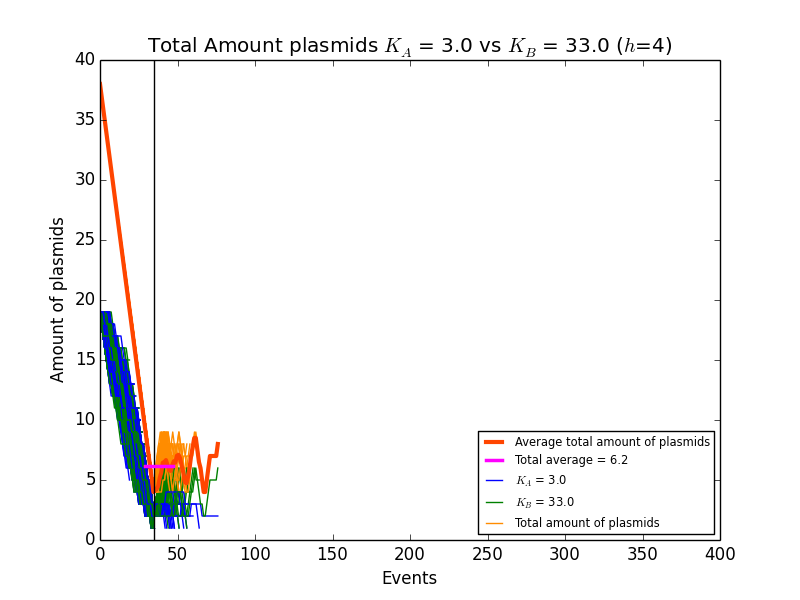 Total Amount plasmids K_A = 3.0 vs K_B = 33.0 (h=4)
40
35
30
25
20
15
10
5
0
Amount of plasmids
Average total amount of plasmids
Total average = 6.2
K_A = 3.0
K_B = 33.0
Total amount of plasmids
0 50 100 150 200 250 300 350 400
Events